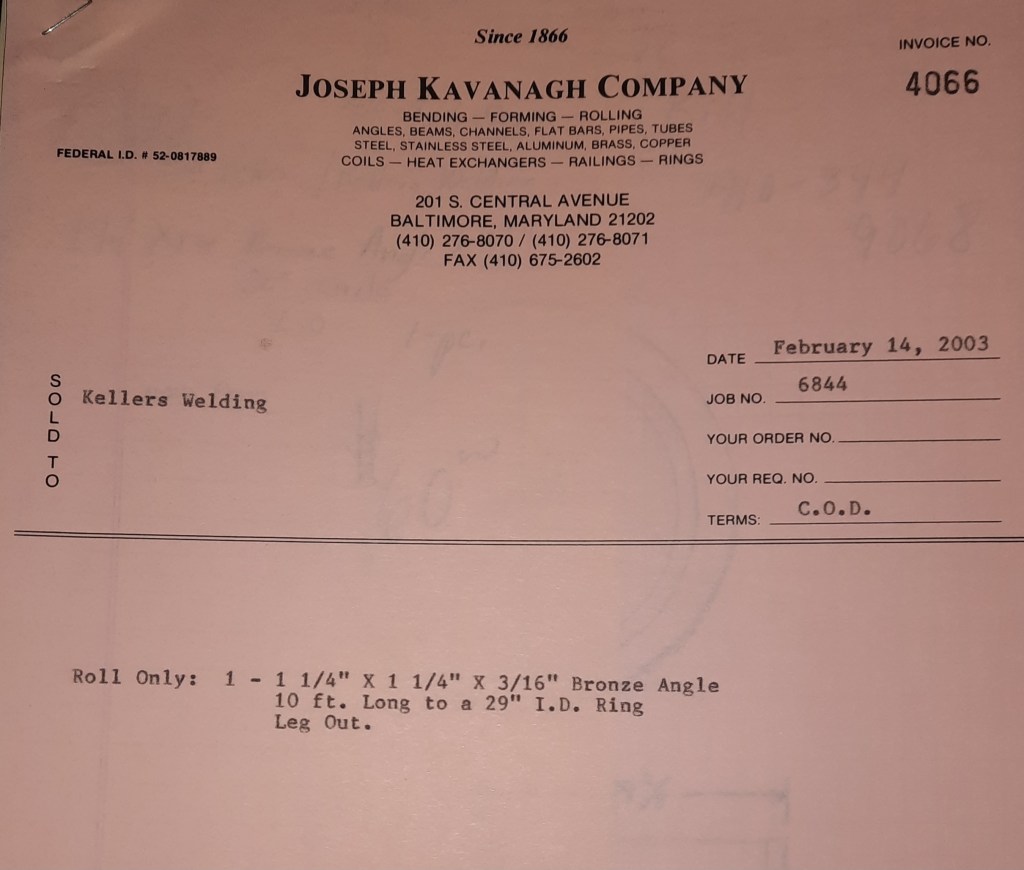 Since 1866
INVOICE NO.
JOSEPH KAVANAGH COMPANY
4066
BENDING — FORMING — ROLLING
ANGLES, BEAMS, CHANNELS, FLAT BARS, PIPES, TUBES
STEEL, STAINLESS STEEL, ALUMINUM, BRASS, COPPER
COILS — HEAT EXCHANGERS — RAILINGS — RINGS
FEDERAL I.D. # 52-0817889
201 S. CENTRAL AVENUE
BALTIMORE, MARYLAND 21202
(410) 276-8070 / (410) 276-8071
FAX (410) 675-2602
DATE February 14, 2003
JOB NO. 6844
YOUR ORDER NO.
YOUR REQ. NO.
TERMS: C.O.D.
SOLD TO
Kellers Welding
Roll Only: 1 - 1 1/4" X 1 1/4" X 3/16" Bronze Angle
10 ft. Long to a 29" I.D. Ring
Leg Out.